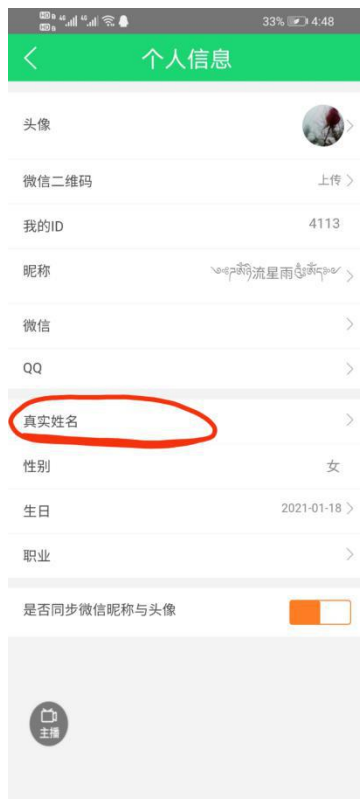 33% 4:48
个人信息
头像
微信二维码 上传
我的ID 4113
昵称 流星雨
微信
QQ
真实姓名
性别 女
生日 2021-01-18
职业
是否同步微信昵称与头像
主播